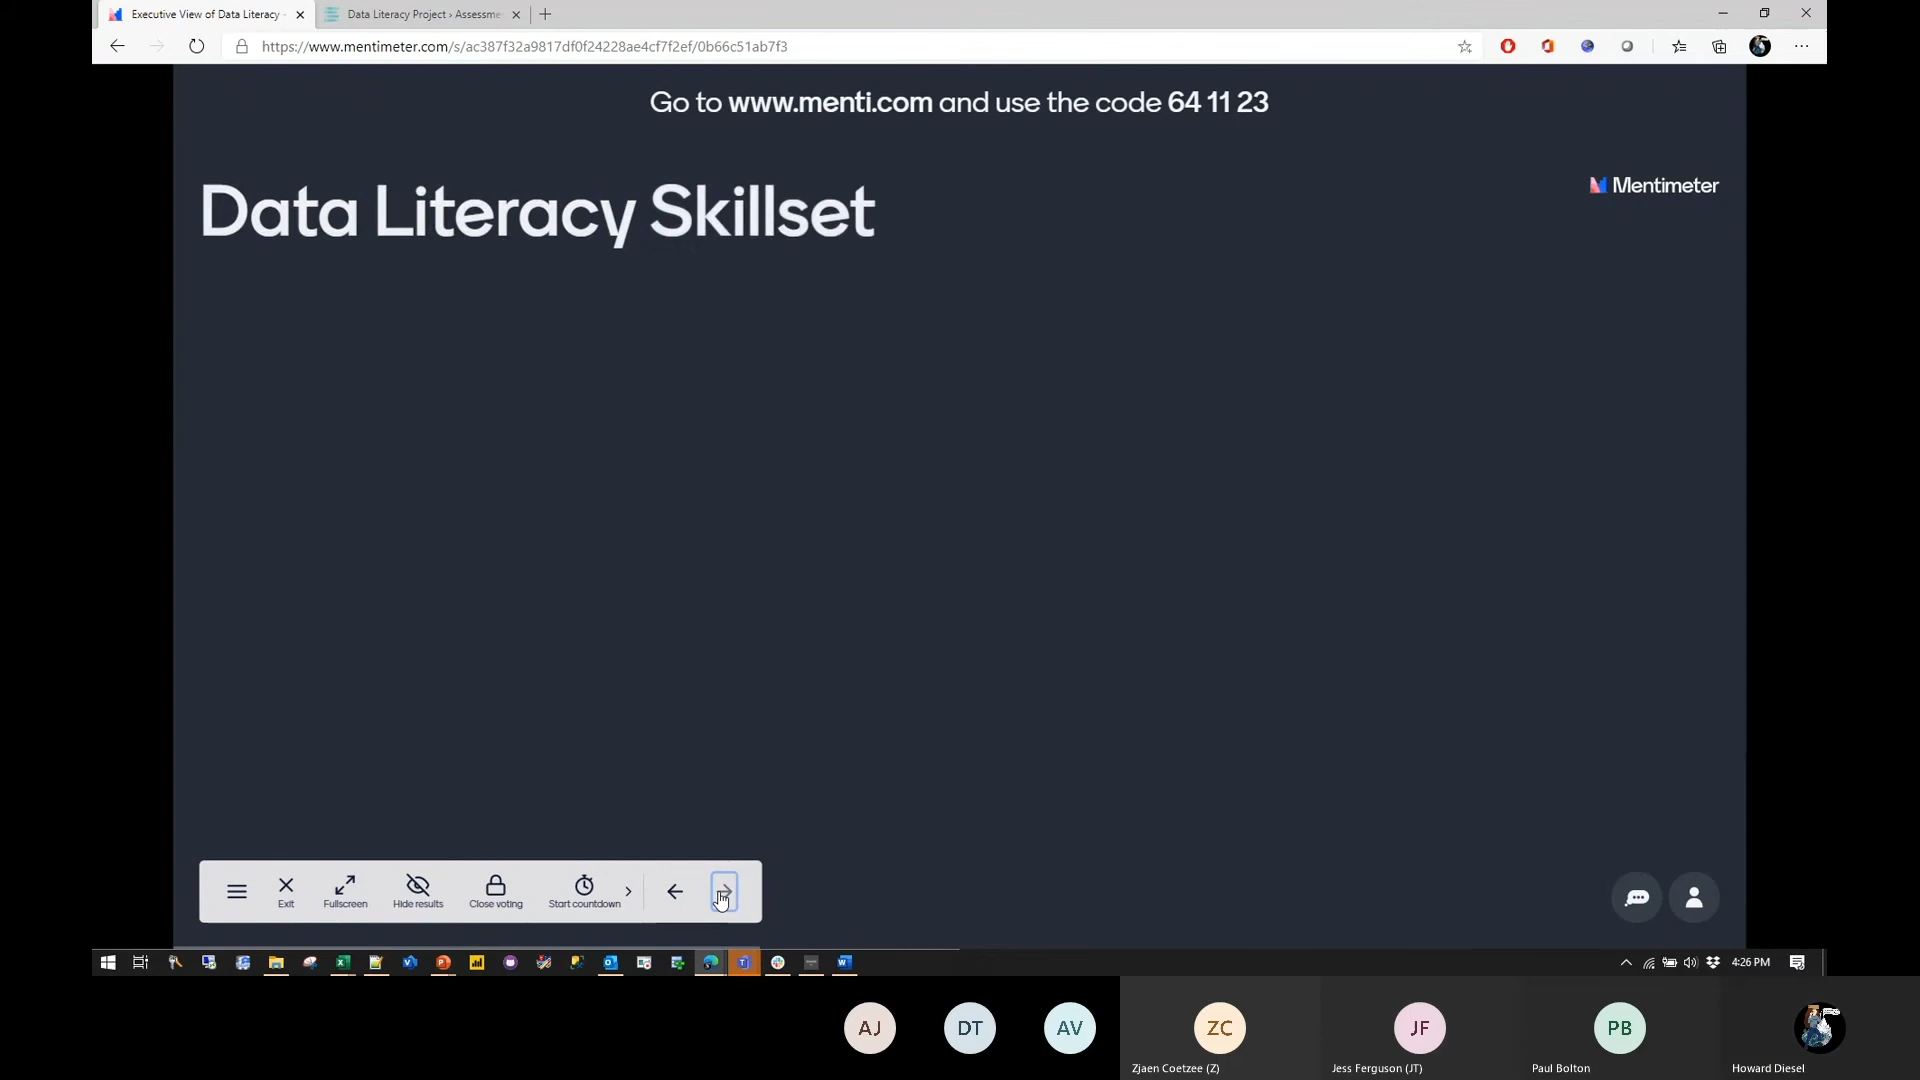 Executive View of Data Literacy -
Data Literacy Project › Assessme
https://www.mentimeter.com/s/ac387f32a9817df0f24228ae4cf7f2ef/0b66c51ab7f3
Go to www.menti.com and use the code 64 11 23
Mentimeter
Data Literacy Skillset
Exit
Fullscreen
Hide results
Close voting
Start countdown
4:26 PM
AJ
DT
AV
ZC
JF
PB
Zjaen Coetzee (Z)
Jess Ferguson (JT)
Paul Bolton
Howard Diesel